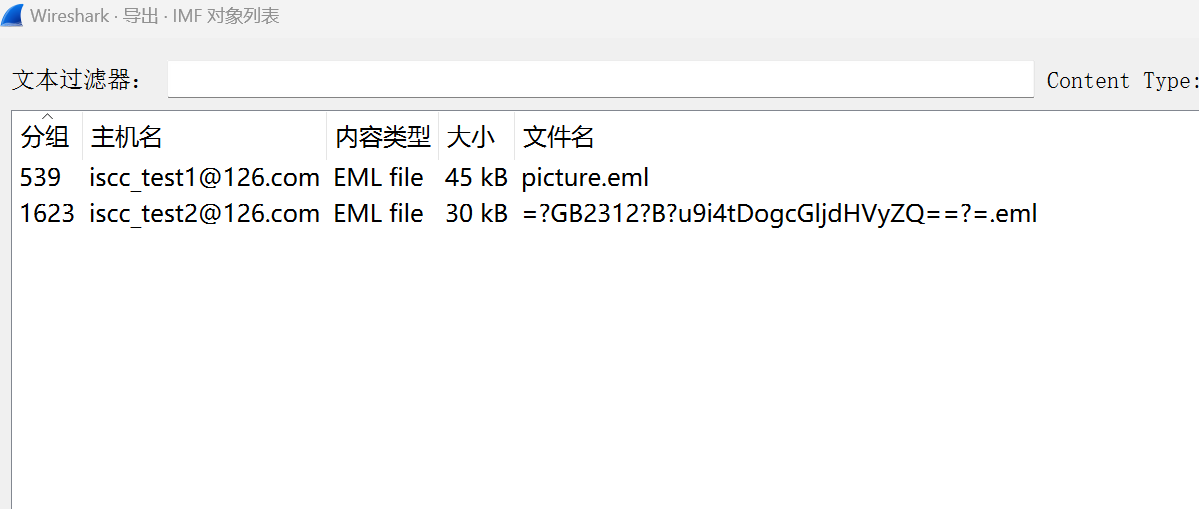 Wireshark · 导出 · IMF 对象列表
文本过滤器： Content Type:
分组 主机名 内容类型 大小 文件名
539 iscc_test1@126.com EML file 45 kB picture.eml
1623 iscc_test2@126.com EML file 30 kB =?GB2312?B?u9i4tDogcGljdHVyZQ==?=.eml